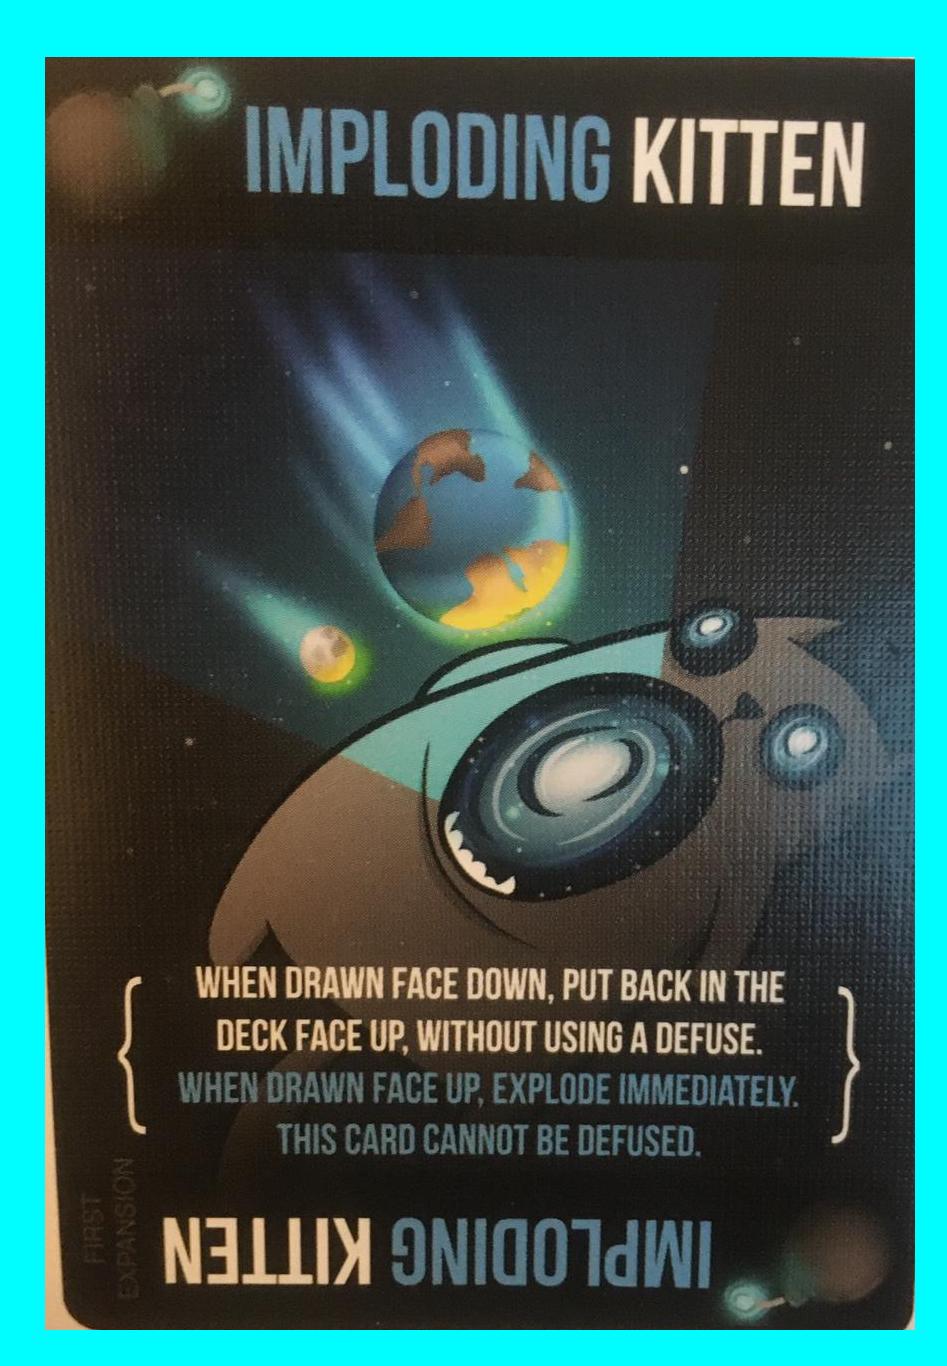 IMPLODING KITTEN
WHEN DRAWN FACE DOWN, PUT BACK IN THE
DECK FACE UP, WITHOUT USING A DEFUSE.
WHEN DRAWN FACE UP, EXPLODE IMMEDIATELY.
THIS CARD CANNOT BE DEFUSED.
FIRST
EXPANSION
IMPLODING KITTEN